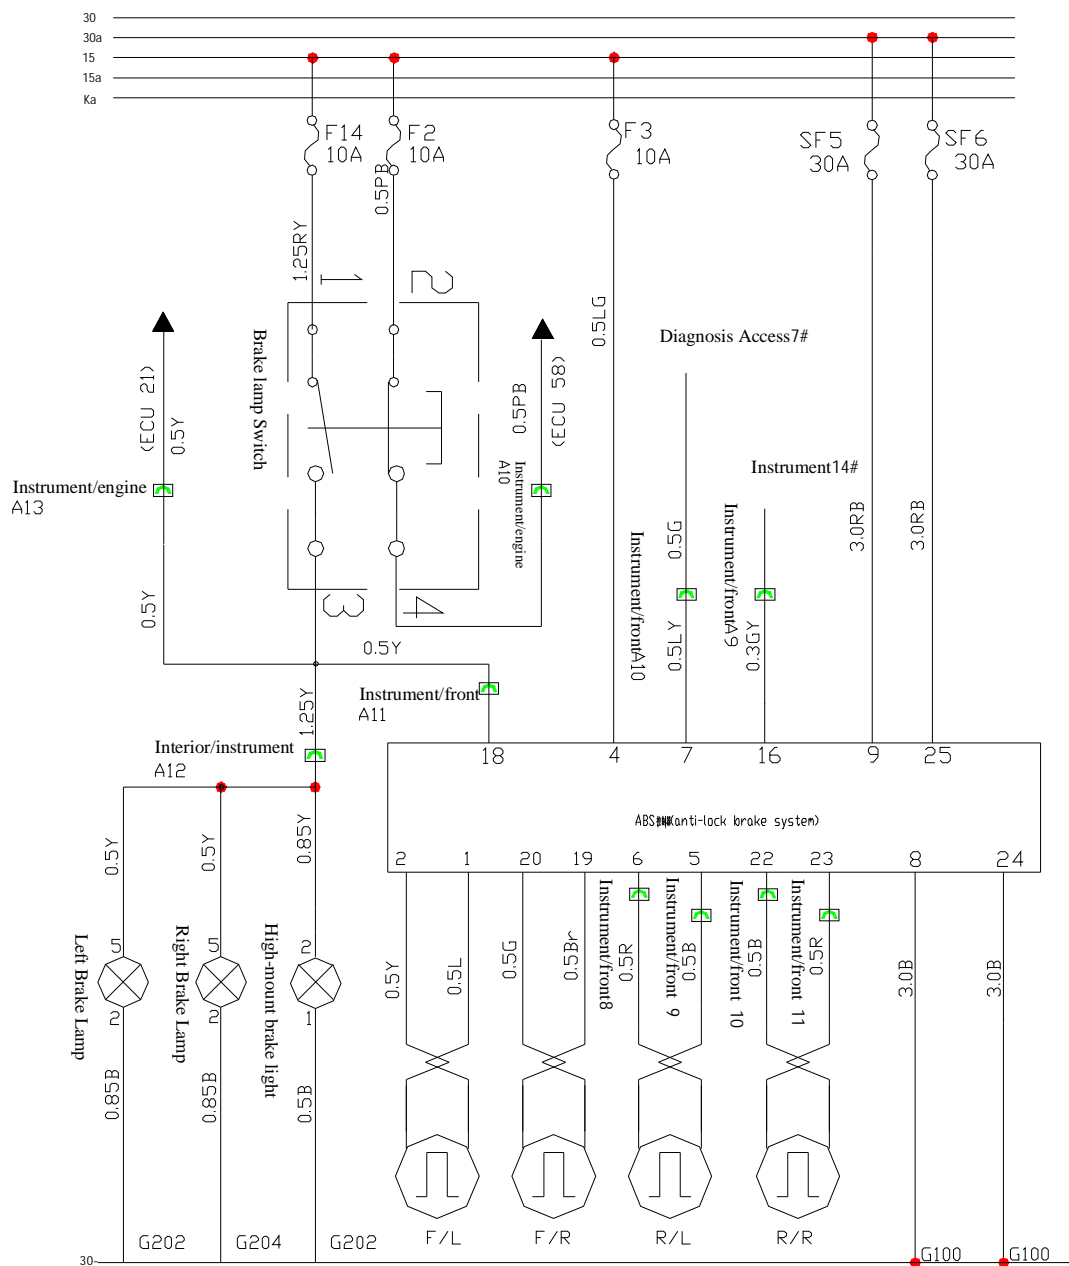 30
30a
15
15a
Ka
F14
10A
F2
10A
F3
10A
SF5
30A
SF6
30A
0.5PB
1.25RY
1
2
0.5LG
Brake lamp Switch
Diagnosis Access7#
(ECU 21)
0.5Y
0.5PB
(ECU 58)
Instrument14#
Instrument/engine
A13
Instrument/engine
A10
0.5G
3.0RB
3.0RB
Instrument/frontA10
Instrument/frontA9
0.5LY
0.3GY
0.5Y
3
4
0.5Y
Instrument/front
A11
1.25Y
Interior/instrument
A12
18
4
7
16
9
25
ABS (anti-lock brake system)
2
1
20
19
6
5
22
23
8
24
0.5Y
0.5Y
0.85Y
Instrument/front8
Instrument/front 9
Instrument/front 10
Instrument/front 11
Left Brake Lamp
Right Brake Lamp
High-mount brake light
5
5
2
2
2
1
0.5Y
0.5L
0.5G
0.5Br
0.5R
0.5B
0.5B
0.5R
3.0B
3.0B
0.85B
0.85B
0.5B
F/L
F/R
R/L
R/R
30
G202
G204
G202
G100
G100